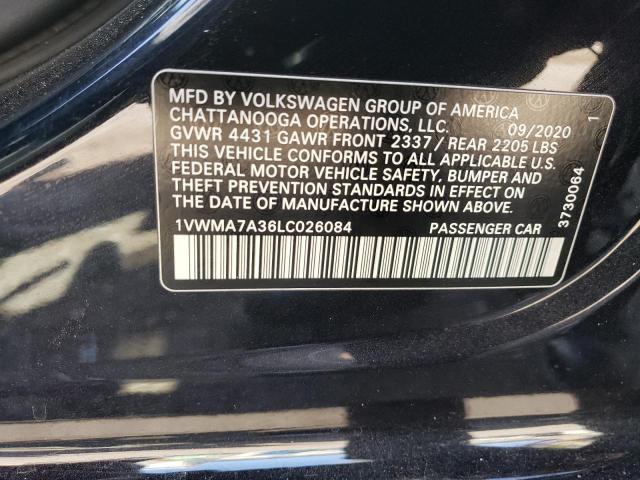 MFD BY VOLKSWAGEN GROUP OF AMERICA
CHATTANOOGA OPERATIONS, LLC. 09/2020
GVWR 4431 GAWR FRONT 2337 / REAR 2205 LBS
THIS VEHICLE CONFORMS TO ALL APPLICABLE U.S.
FEDERAL MOTOR VEHICLE SAFETY, BUMPER AND
THEFT PREVENTION STANDARDS IN EFFECT ON
THE DATE OF MANUFACTURE SHOWN ABOVE.
1VWMA7A36LC026084 PASSENGER CAR
3730064
1